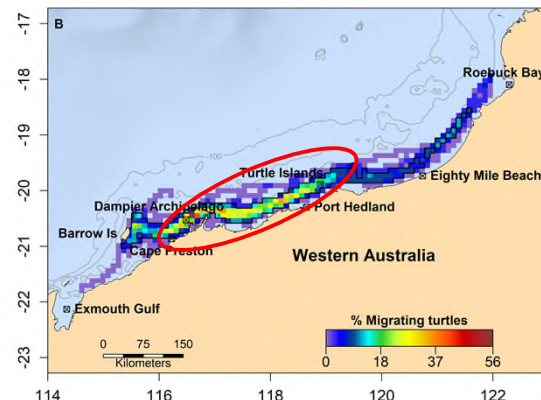 B
-17
-18
-19
-20
-21
-22
-23
Roebuck Bay
-100
Turtle Islands
Eighty Mile Beach
Dampier Archipelago
Port Hedland
Barrow Is
Cape Preston
Western Australia
Exmouth Gulf
% Migrating turtles
0 18 37 56
0 75 150
Kilometers
114 116 118 120 122